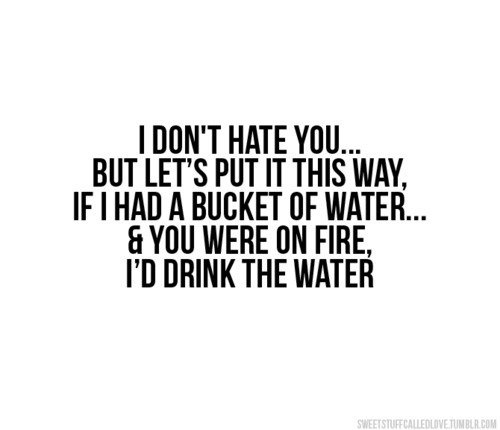 I DON'T HATE YOU...
BUT LET'S PUT IT THIS WAY,
IF I HAD A BUCKET OF WATER...
& YOU WERE ON FIRE,
I'D DRINK THE WATER
SWEETSTUFFCALLEDLOVE.TUMBLR.COM